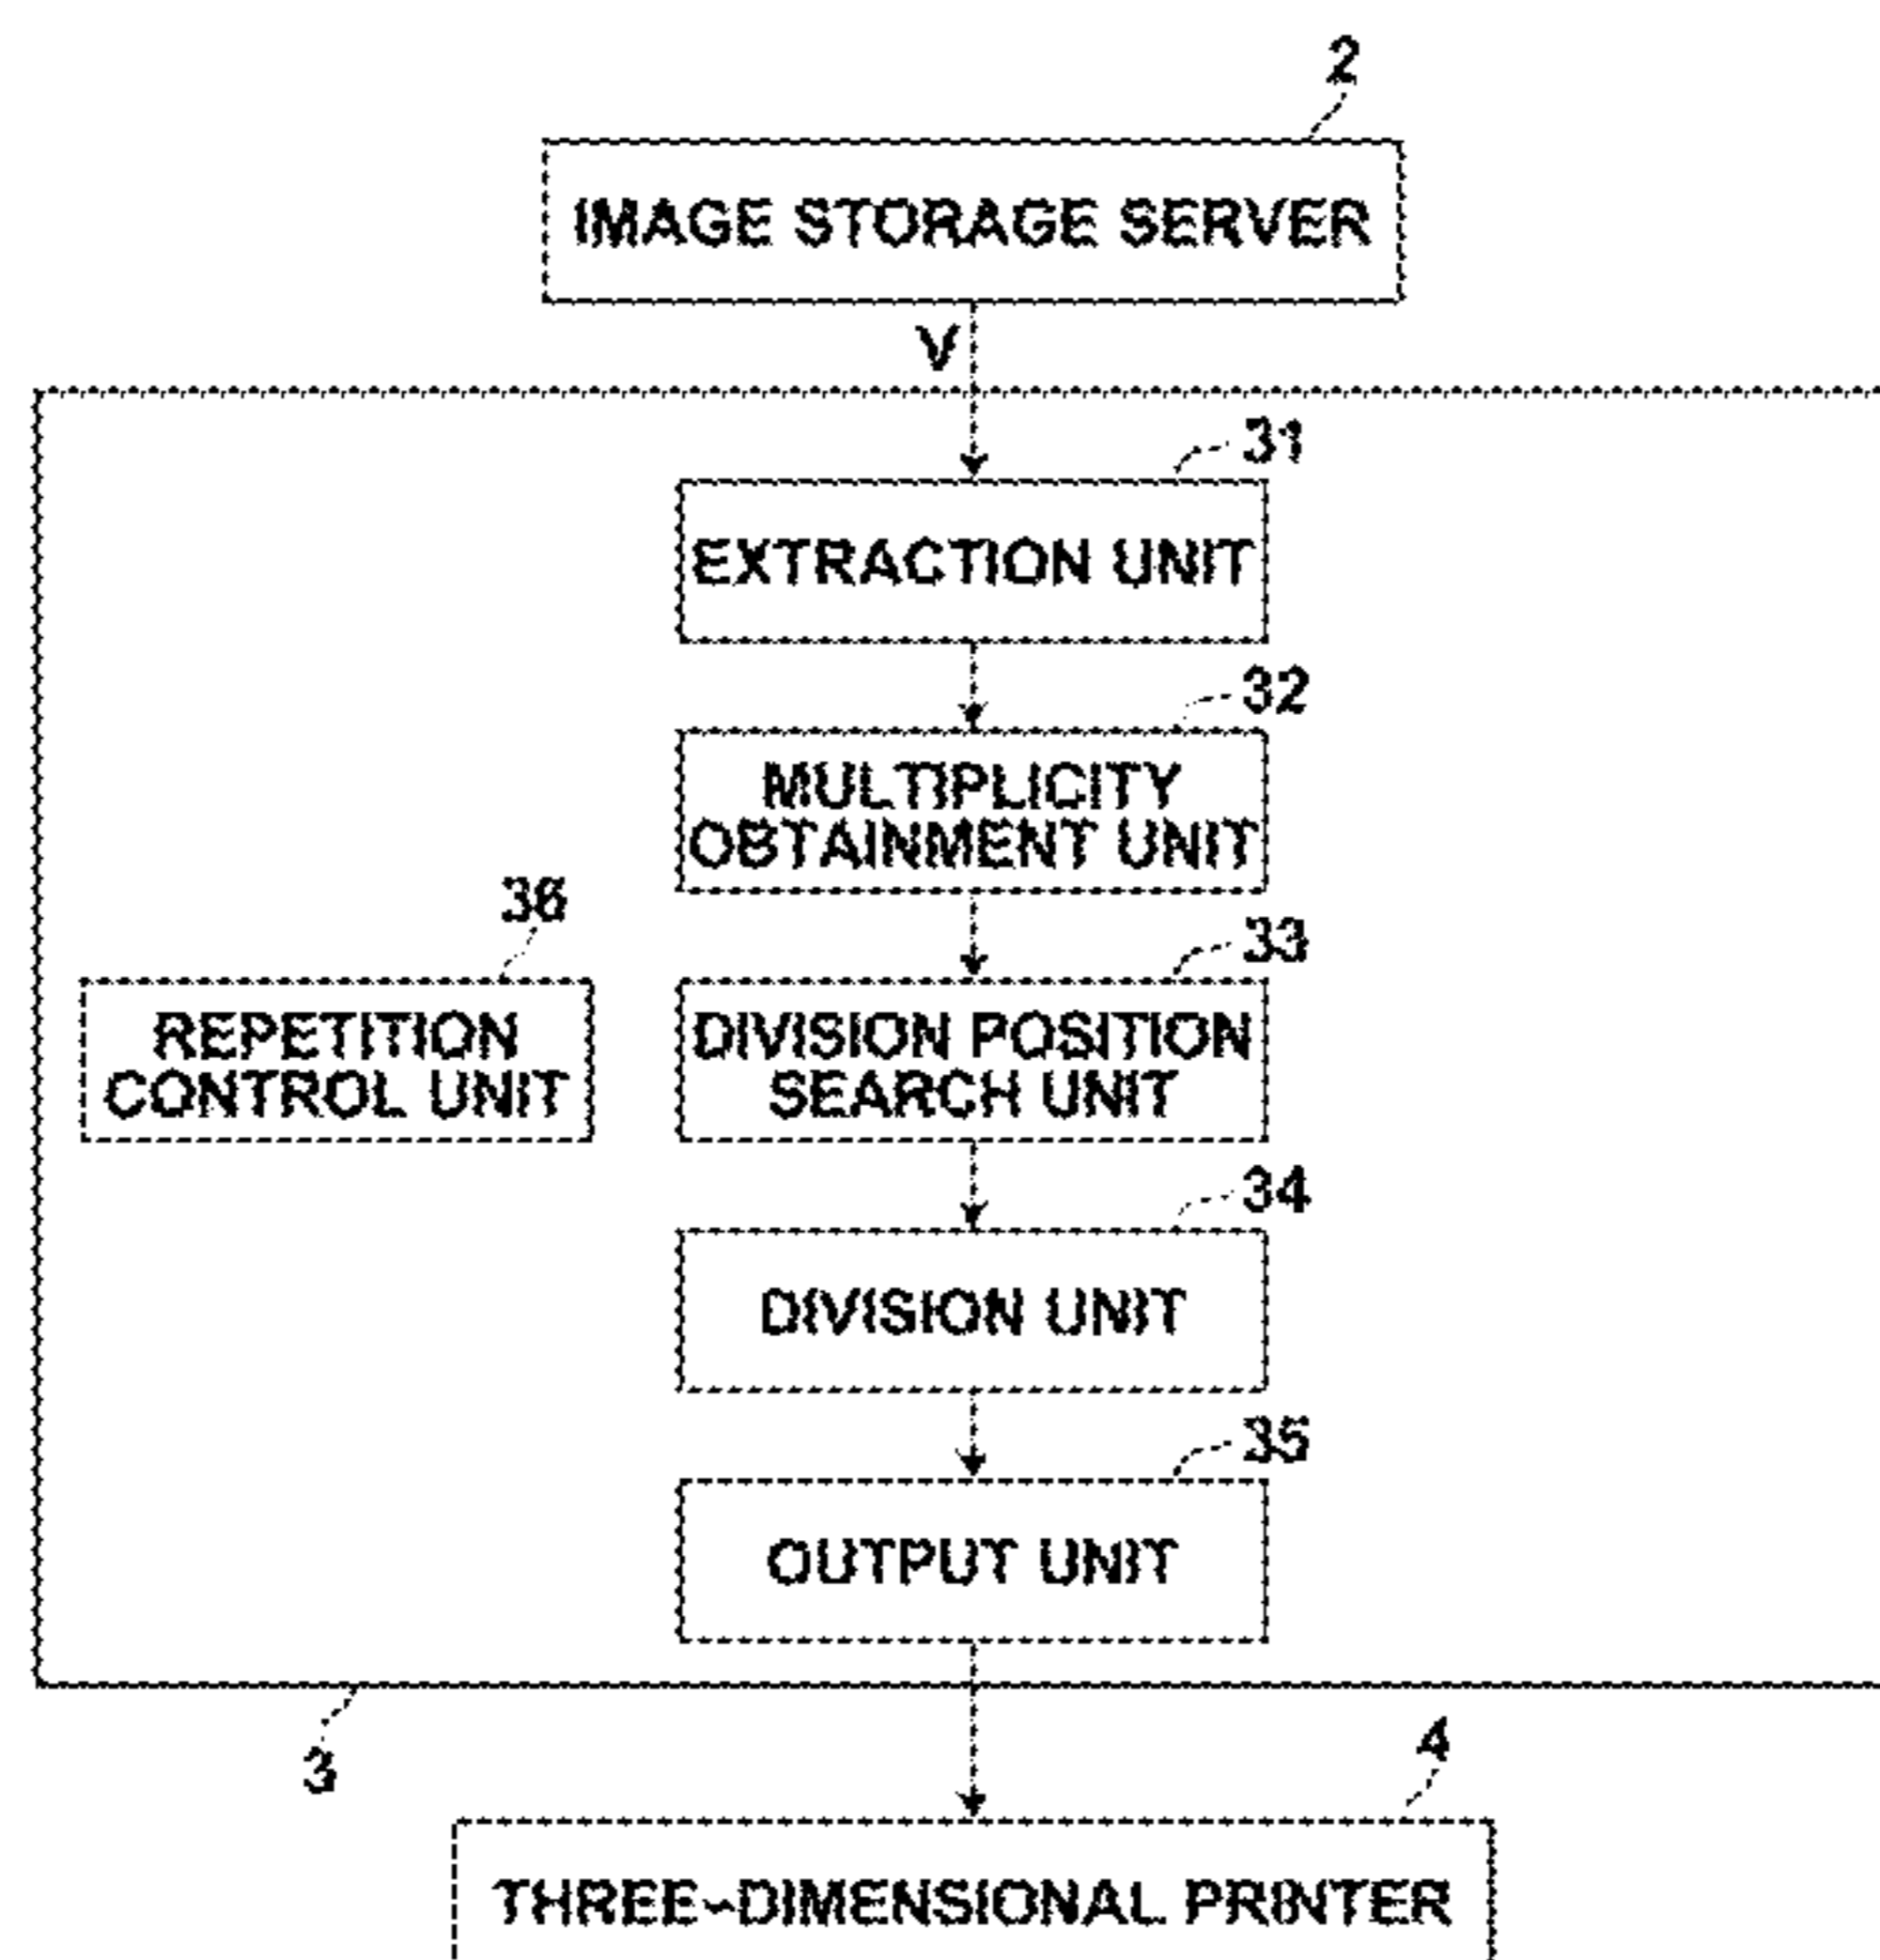 2
IMAGE STORAGE SERVER
V
31
EXTRACTION UNIT
32
MULTIPLICITY
OBTAINMENT UNIT
36
REPETITION
CONTROL UNIT
33
DIVISION POSITION
SEARCH UNIT
34
DIVISION UNIT
35
OUTPUT UNIT
3
4
THREE-DIMENSIONAL PRINTER